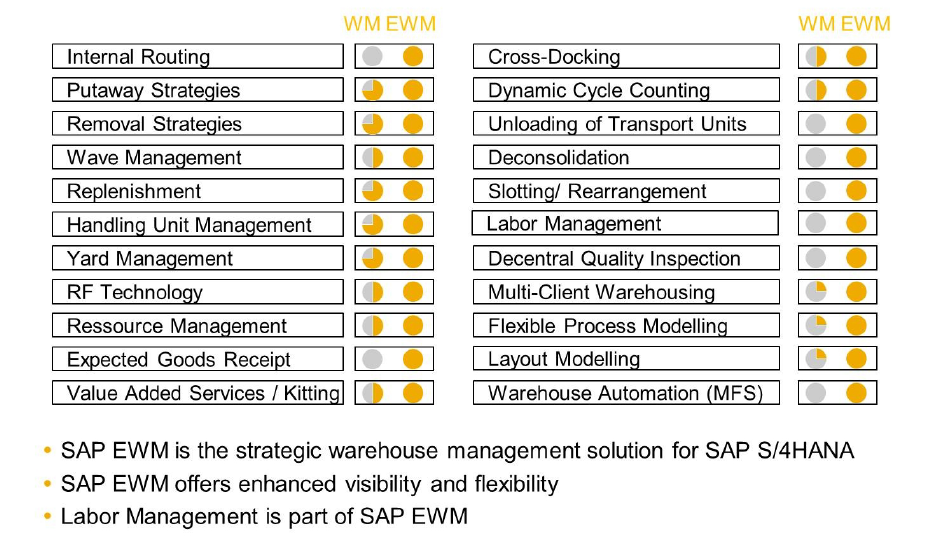 WM EWM
WM EWM
Internal Routing
Putaway Strategies
Removal Strategies
Wave Management
Replenishment
Handling Unit Management
Yard Management
RF Technology
Ressource Management
Expected Goods Receipt
Value Added Services / Kitting
Cross-Docking
Dynamic Cycle Counting
Unloading of Transport Units
Deconsolidation
Slotting/ Rearrangement
Labor Management
Decentral Quality Inspection
Multi-Client Warehousing
Flexible Process Modelling
Layout Modelling
Warehouse Automation (MFS)
• SAP EWM is the strategic warehouse management solution for SAP S/4HANA
• SAP EWM offers enhanced visibility and flexibility
• Labor Management is part of SAP EWM